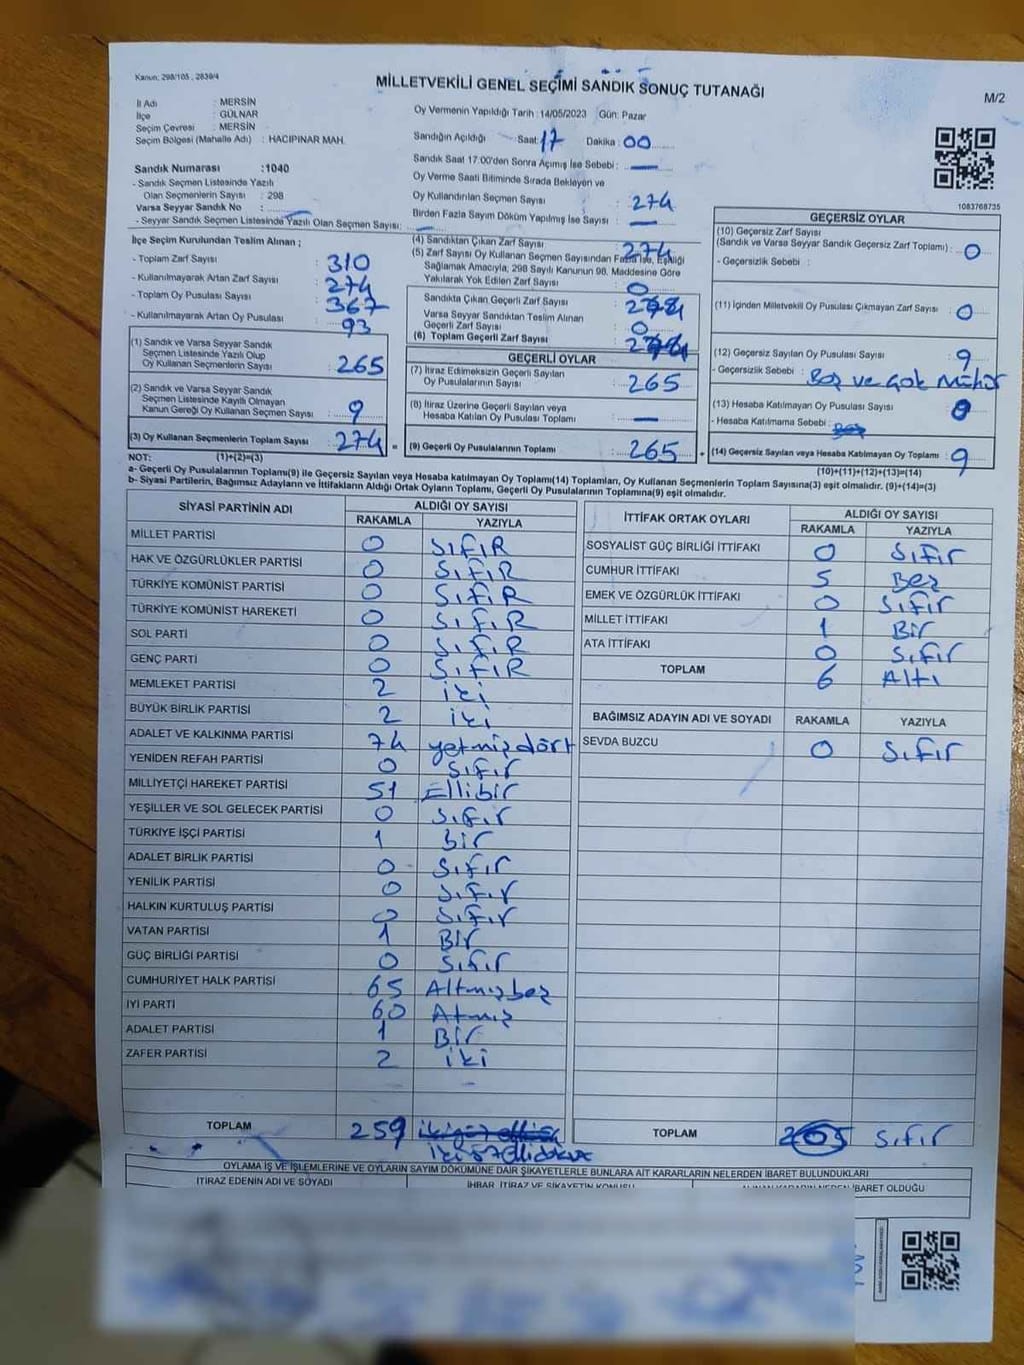 Kanun: 298/105 , 2839/4
MİLLETVEKİLİ GENEL SEÇİMİ SANDIK SONUÇ TUTANAĞI
M/2
İl Adı : MERSİN
İlçe : GÜLNAR
Seçim Çevresi : MERSİN
Seçim Bölgesi (Mahalle Adı) : HACIPINAR MAH.
Sandık Numarası :1040
- Sandık Seçmen Listesinde Yazılı
Olan Seçmenlerin Sayısı : 298
Varsa Seyyar Sandık No :
- Seyyar Sandık Seçmen Listesinde Yazılı Olan Seçmen Sayısı:
Oy Vermenin Yapıldığı Tarih :14/05/2023 Gün: Pazar
Sandığın Açıldığı Saat: 17 Dakika : 00
Sandık Saat 17:00'den Sonra Açımış İse Sebebi : —
Oy Verme Saati Bitiminde Sırada Bekleyen ve
Oy Kullandırılan Seçmen Sayısı : 274
Birden Fazla Sayım Döküm Yapılmış İse Sayısı : —
1083768735
İlçe Seçim Kurulundan Teslim Alınan ;
- Toplam Zarf Sayısı : 310
- Kullanılmayarak Artan Zarf Sayısı : 274
- Toplam Oy Pusulası Sayısı : 367
- Kullanılmayarak Artan Oy Pusulası : 93
(1) Sandık ve Varsa Seyyar Sandık
Seçmen Listesinde Yazılı Olup
Oy Kullanan Seçmenlerin Sayısı : 265
(2) Sandık ve Varsa Seyyar Sandık
Seçmen Listelerinde Kayıtlı Olmayan
Kanun Gereği Oy Kullanan Seçmen Sayısı : 9
(3) Oy Kullanan Seçmenlerin Toplam Sayısı : 274 =
(4) Sandıktan Çıkan Zarf Sayısı : 274
(5) Zarf Sayısı Oy Kullanan Seçmen Sayısından Fazla İse, Eşitliği
Sağlamak Amacıyla, 298 Sayılı Kanunun 98. Maddesine Göre
Yakılarak Yok Edilen Zarf Sayısı : 0
Sandıkta Çıkan Geçerli Zarf Sayısı :
Varsa Seyyar Sandıktan Teslim Alınan
Geçerli Zarf Sayısı : 0
(6) Toplam Geçerli Zarf Sayısı :
GEÇERLİ OYLAR
(7) İtiraz Edilmeksizin Geçerli Sayılan
Oy Pusulalarının Sayısı : 265
(8) İtiraz Üzerine Geçerli Sayılan veya
Hesaba Katılan Oy Pusulası Toplamı : —
(9) Geçerli Oy Pusulalarının Toplamı : 265 +
GEÇERSİZ OYLAR
(10) Geçersiz Zarf Sayısı
(Sandık ve Varsa Seyyar Sandık Geçersiz Zarf Toplamı) : 0
- Geçersizlik Sebebi :
(11) İçinden Milletvekili Oy Pusulası Çıkmayan Zarf Sayısı : 0
(12) Geçersiz Sayılan Oy Pusulası Sayısı : 9
- Geçersizlik Sebebi : Boş ve çok Mühür
(13) Hesaba Katılmayan Oy Pusulası Sayısı : 0
- Hesaba Katılmama Sebebi :
(14) Geçersiz Sayılan veya Hesaba Katılmayan Oy Toplamı : 9
NOT: (1)+(2)=(3)
(10)+(11)+(12)+(13)=(14)
a- Geçerli Oy Pusulalarının Toplamı(9) ile Geçersiz Sayılan veya Hesaba katılmayan Oy Toplamı(14) Toplamları, Oy Kullanan Seçmenlerin Toplam Sayısına(3) eşit olmalıdır. (9)+(14)=(3)
b- Siyasi Partilerin, Bağımsız Adayların ve İttifakların Aldığı Ortak Oyların Toplamı, Geçerli Oy Pusulalarının Toplamına(9) eşit olmalıdır.
SİYASİ PARTİNİN ADI ALDIĞI OY SAYISI
RAKAMLA YAZIYLA
MİLLET PARTİSİ 0 SıfıR
HAK VE ÖZGÜRLÜKLER PARTİSİ 0 SıfıR
TÜRKİYE KOMÜNİST PARTİSİ 0 SıfıR
TÜRKİYE KOMÜNİST HAREKETİ 0 SıfıR
SOL PARTİ 0 SıfıR
GENÇ PARTİ 0 SıfıR
MEMLEKET PARTİSİ 2 iki
BÜYÜK BİRLİK PARTİSİ 2 iki
ADALET VE KALKINMA PARTİSİ 74 yetmiş dört
YENİDEN REFAH PARTİSİ 0 Sıfır
MİLLİYETÇİ HAREKET PARTİSİ 51 Ellibir
YEŞİLLER VE SOL GELECEK PARTİSİ 0 Sıfır
TÜRKİYE İŞÇİ PARTİSİ 1 bir
ADALET BİRLİK PARTİSİ 0 Sıfır
YENİLİK PARTİSİ 0 Sıfır
HALKIN KURTULUŞ PARTİSİ 0 Sıfır
VATAN PARTİSİ 1 Bir
GÜÇ BİRLİĞİ PARTİSİ 0 Sıfır
CUMHURİYET HALK PARTİSİ 65 Altmışbeş
İYİ PARTİ 60 Atmış
ADALET PARTİSİ 1 Bir
ZAFER PARTİSİ 2 iki
TOPLAM 259
İTTİFAK ORTAK OYLARI ALDIĞI OY SAYISI
RAKAMLA YAZIYLA
SOSYALİST GÜÇ BİRLİĞİ İTTİFAKI 0 Sıfır
CUMHUR İTTİFAKI 5 Beş
EMEK VE ÖZGÜRLÜK İTTİFAKI 0 Sıfır
MİLLET İTTİFAKI 1 Bir
ATA İTTİFAKI 0 Sıfır
TOPLAM 6 Altı
BAĞIMSIZ ADAYIN ADI VE SOYADI RAKAMLA YAZIYLA
SEVDA BUZCU 0 Sıfır
TOPLAM Sıfır
OYLAMA İŞ VE İŞLEMLERİNE VE OYLARIN SAYIM DÖKÜMÜNE DAİR ŞİKAYETLERLE BUNLARA AİT KARARLARIN NELERDEN İBARET BULUNDUKLARI
İTİRAZ EDENİN ADI VE SOYADI İHBAR, İTİRAZ VE ŞİKAYETİN KONUSU İBARET OLDUĞU